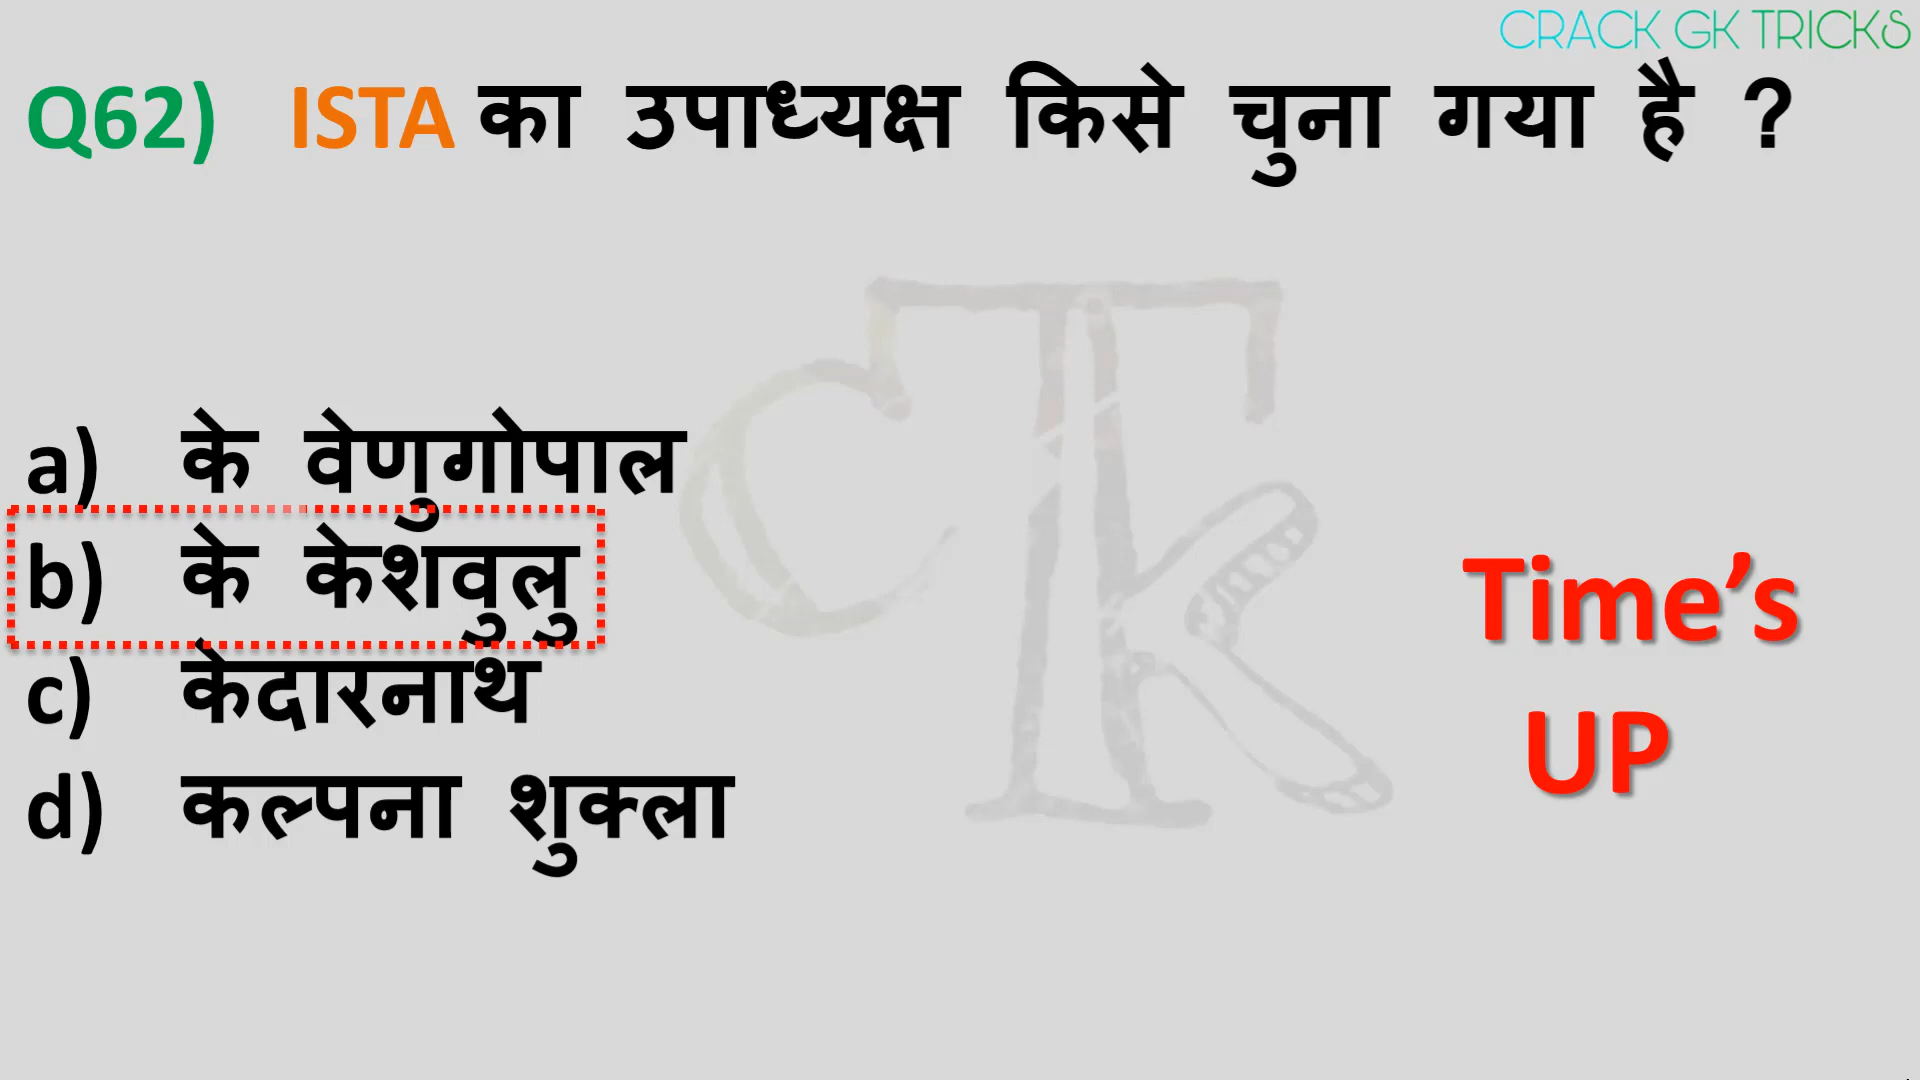 CRACK GK TRICKS
Q62) ISTA का उपाध्यक्ष किसे चुना गया है ?
a) के वेणुगोपाल
b) के केशवुलु
c) केदारनाथ
d) कल्पना शुक्ला
Time’s
UP